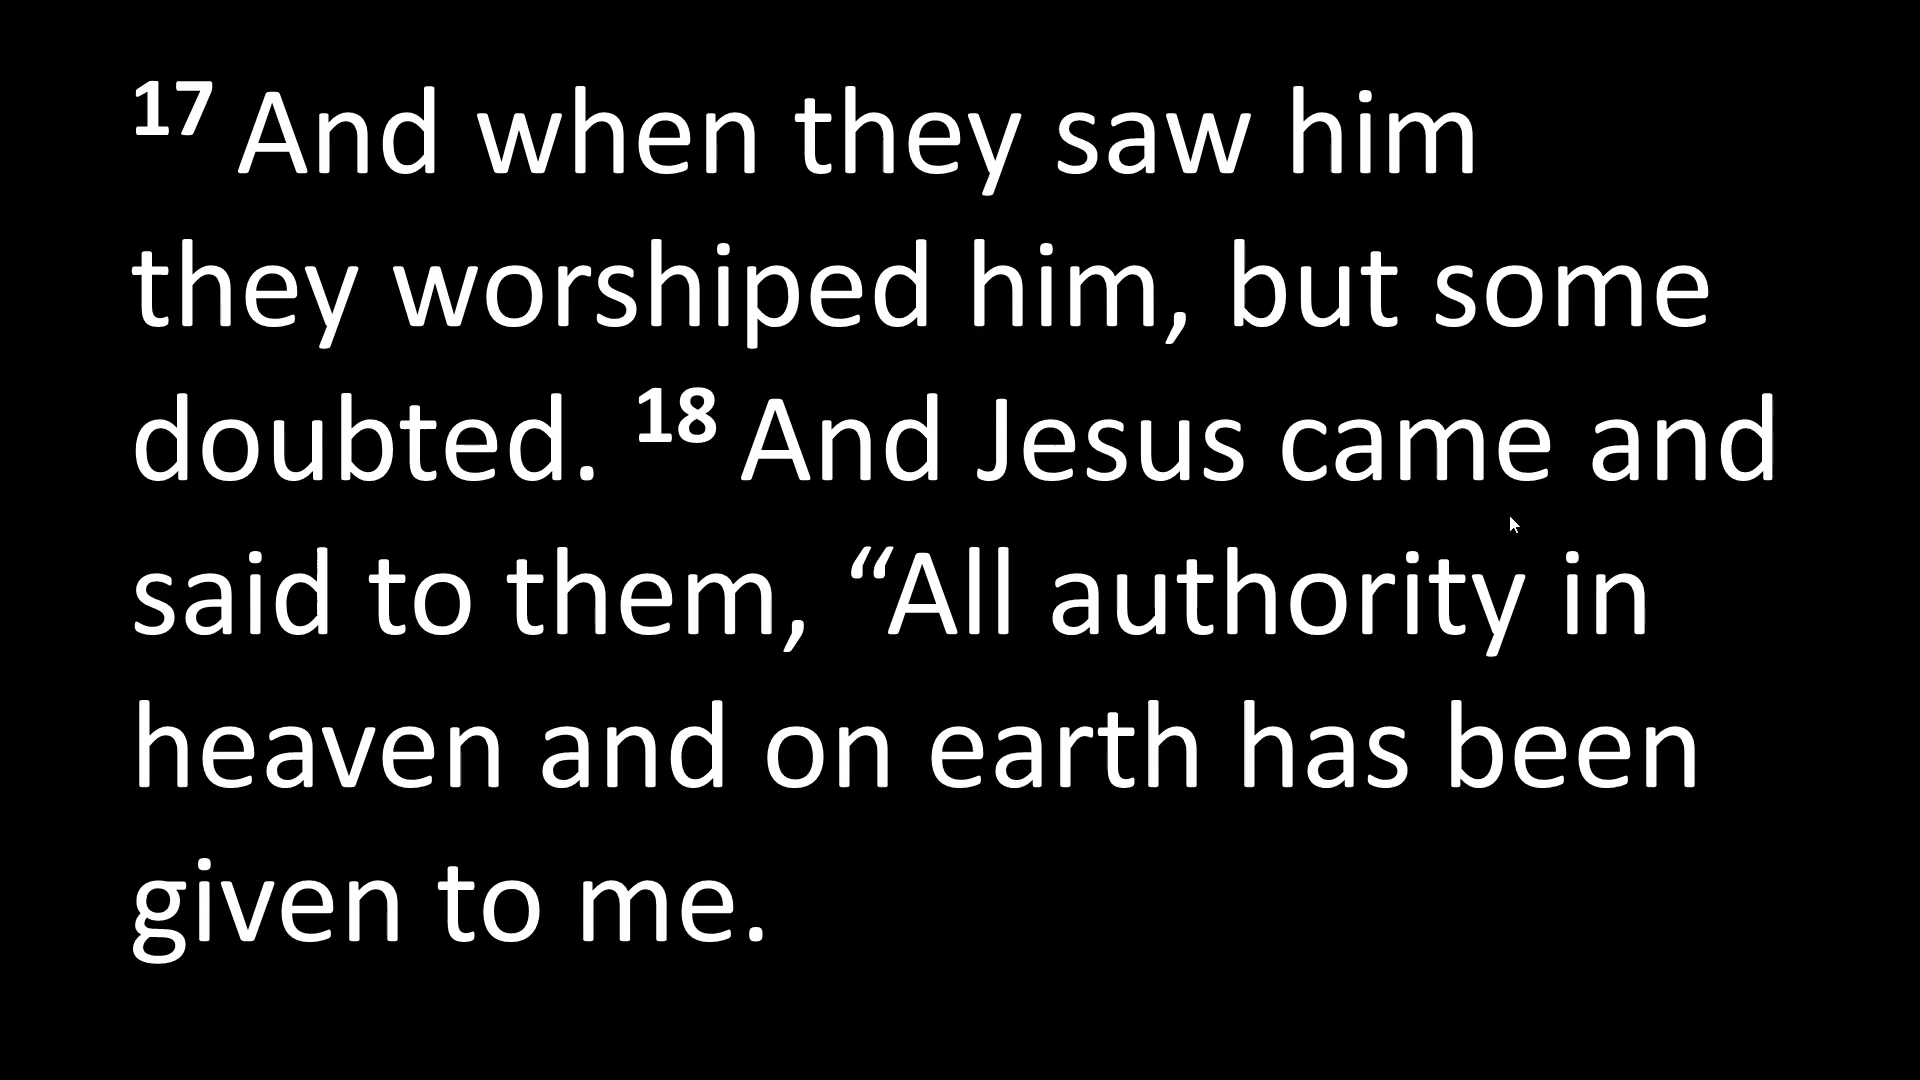 17 And when they saw him
they worshiped him, but some
doubted. 18 And Jesus came and
said to them, “All authority in
heaven and on earth has been
given to me.